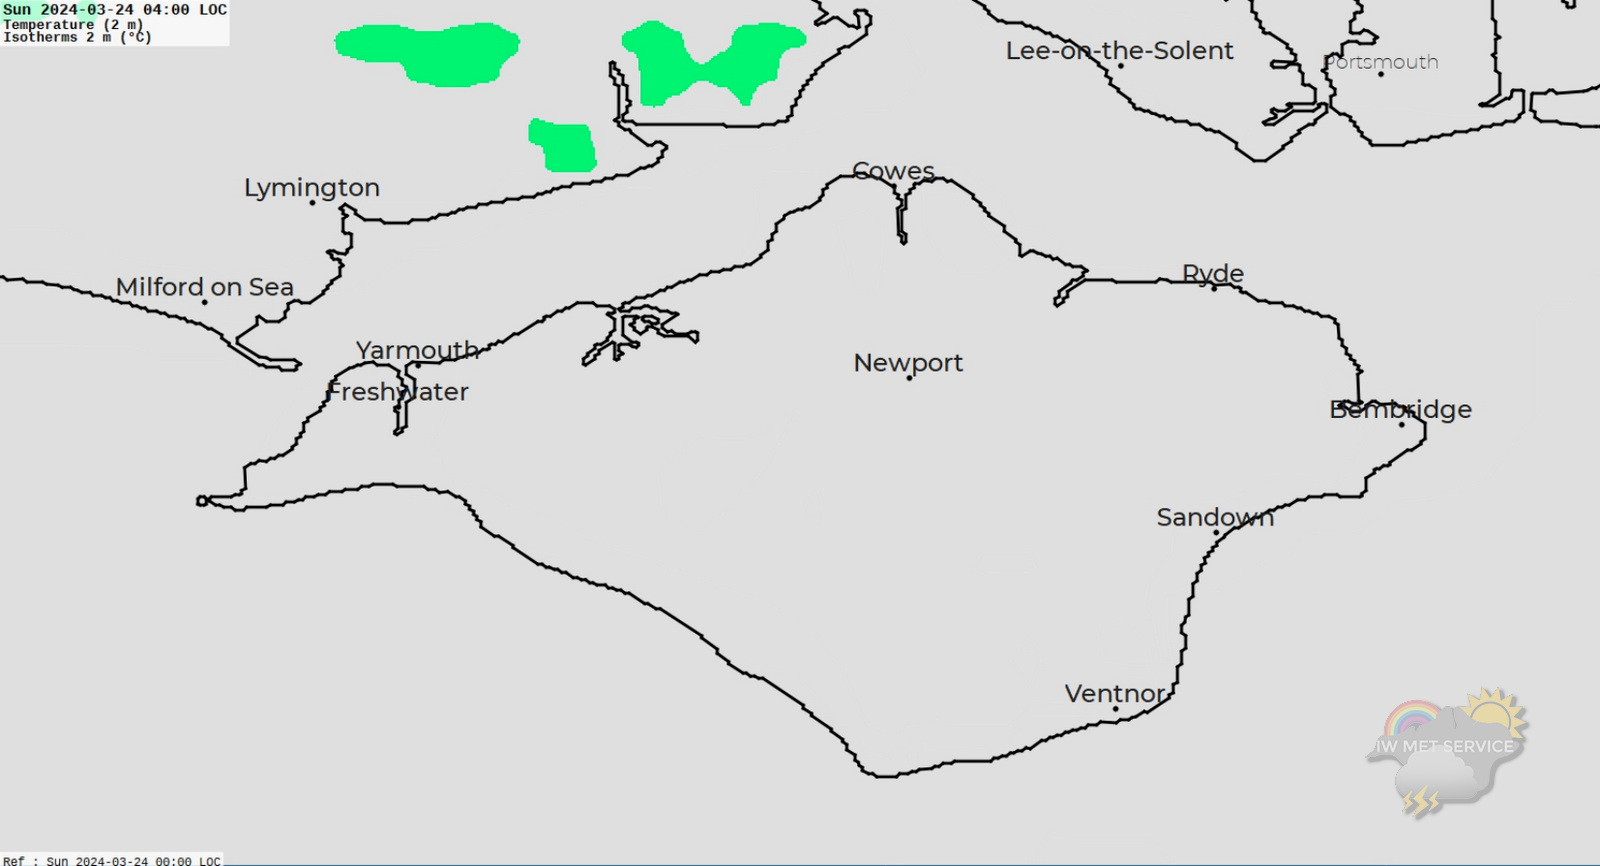 Sun 2024-03-24 04:00 LOC
Temperature (2 m)
Isotherms 2 m (°C)
Lee-on-the-Solent
Portsmouth
Cowes
Lymington
Ryde
Milford on Sea
Yarmouth
Newport
Freshwater
Bembridge
Sandown
Ventnor
IW MET SERVICE
Ref : Sun 2024-03-24 00:00 LOC